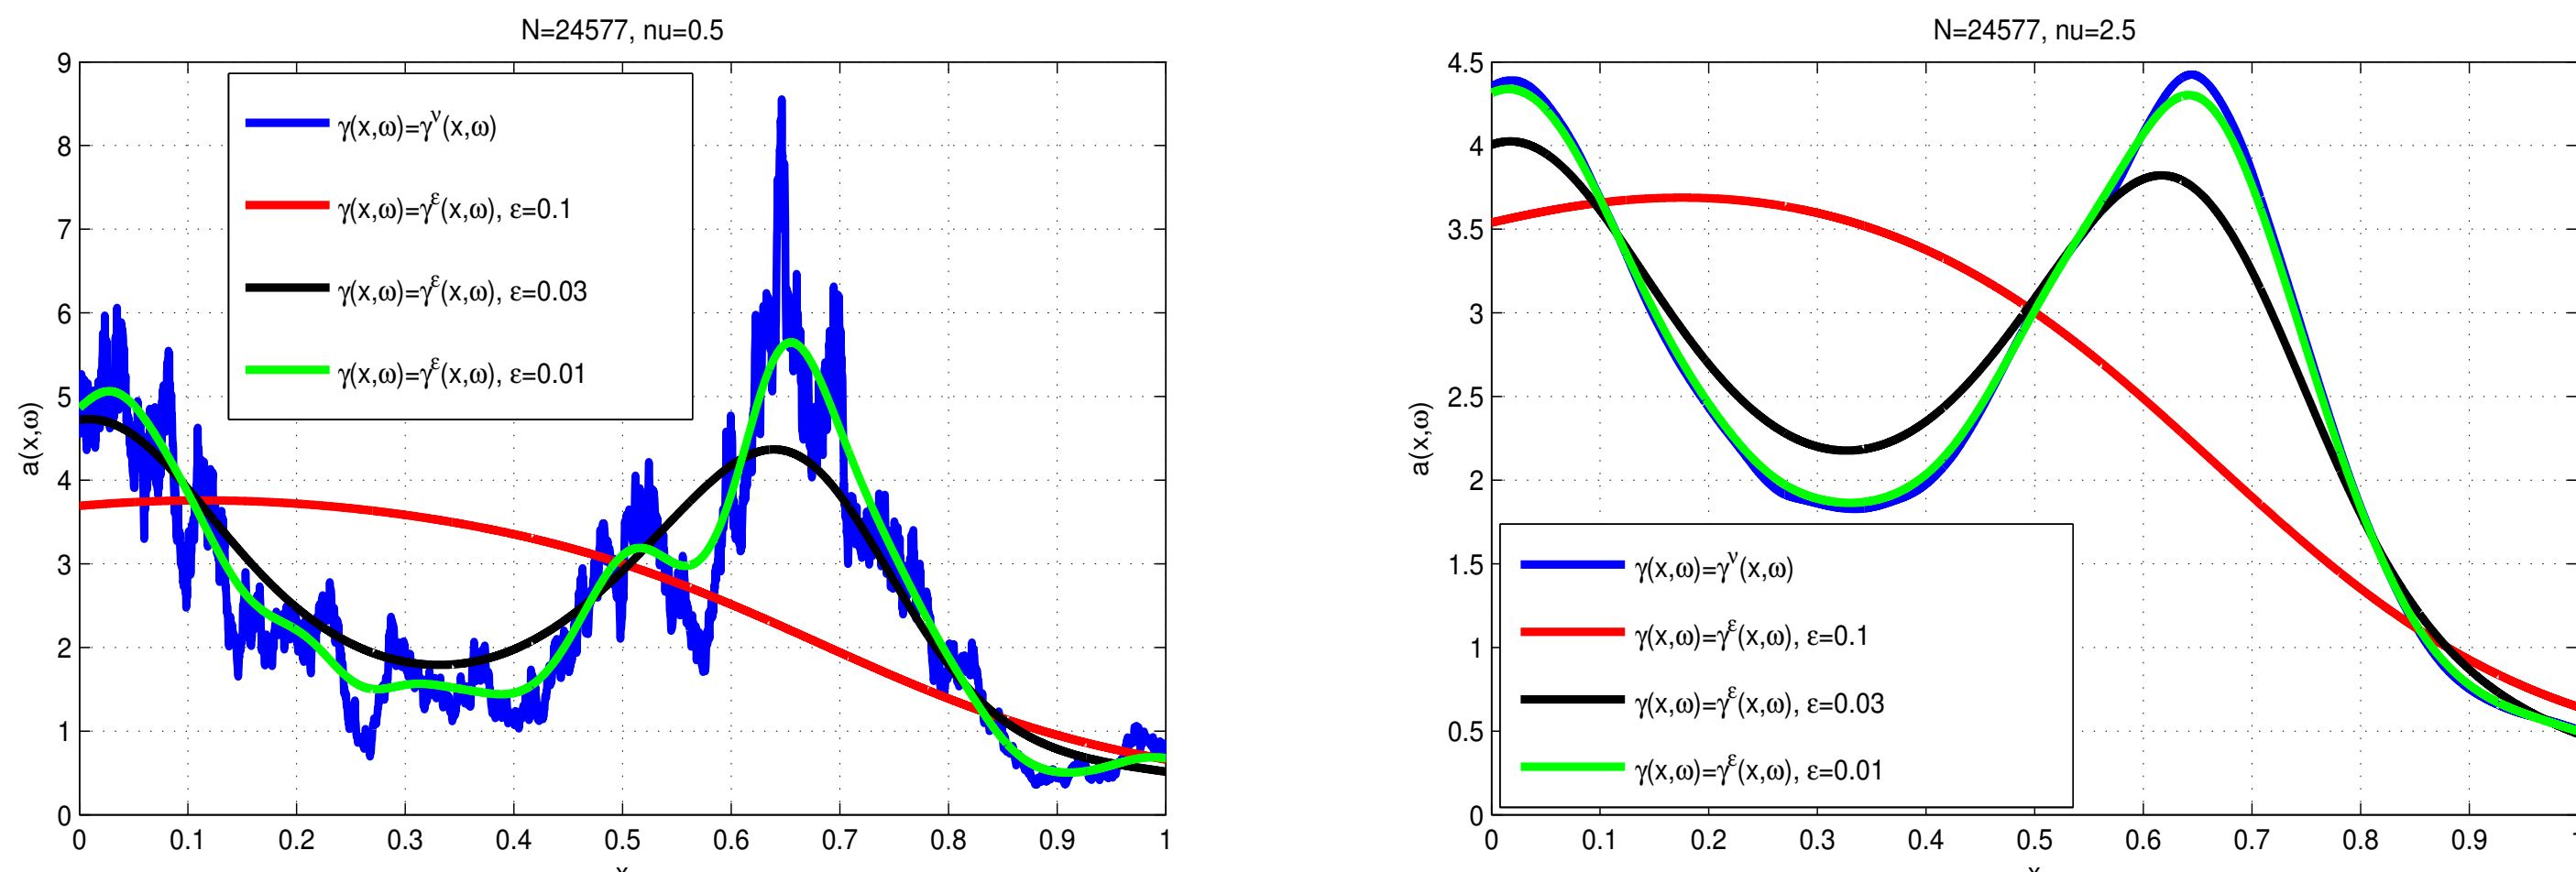 N=24577, nu=0.5
9
8
7
6
5
4
3
2
1
0
a(x,ω)
γ(x,ω)=γ^ν(x,ω)
γ(x,ω)=γ^ε(x,ω), ε=0.1
γ(x,ω)=γ^ε(x,ω), ε=0.03
γ(x,ω)=γ^ε(x,ω), ε=0.01
0 0.1 0.2 0.3 0.4 0.5 0.6 0.7 0.8 0.9 1
x
N=24577, nu=2.5
4.5
4
3.5
3
2.5
2
1.5
1
0.5
0
a(x,ω)
γ(x,ω)=γ^ν(x,ω)
γ(x,ω)=γ^ε(x,ω), ε=0.1
γ(x,ω)=γ^ε(x,ω), ε=0.03
γ(x,ω)=γ^ε(x,ω), ε=0.01
0 0.1 0.2 0.3 0.4 0.5 0.6 0.7 0.8 0.9
x